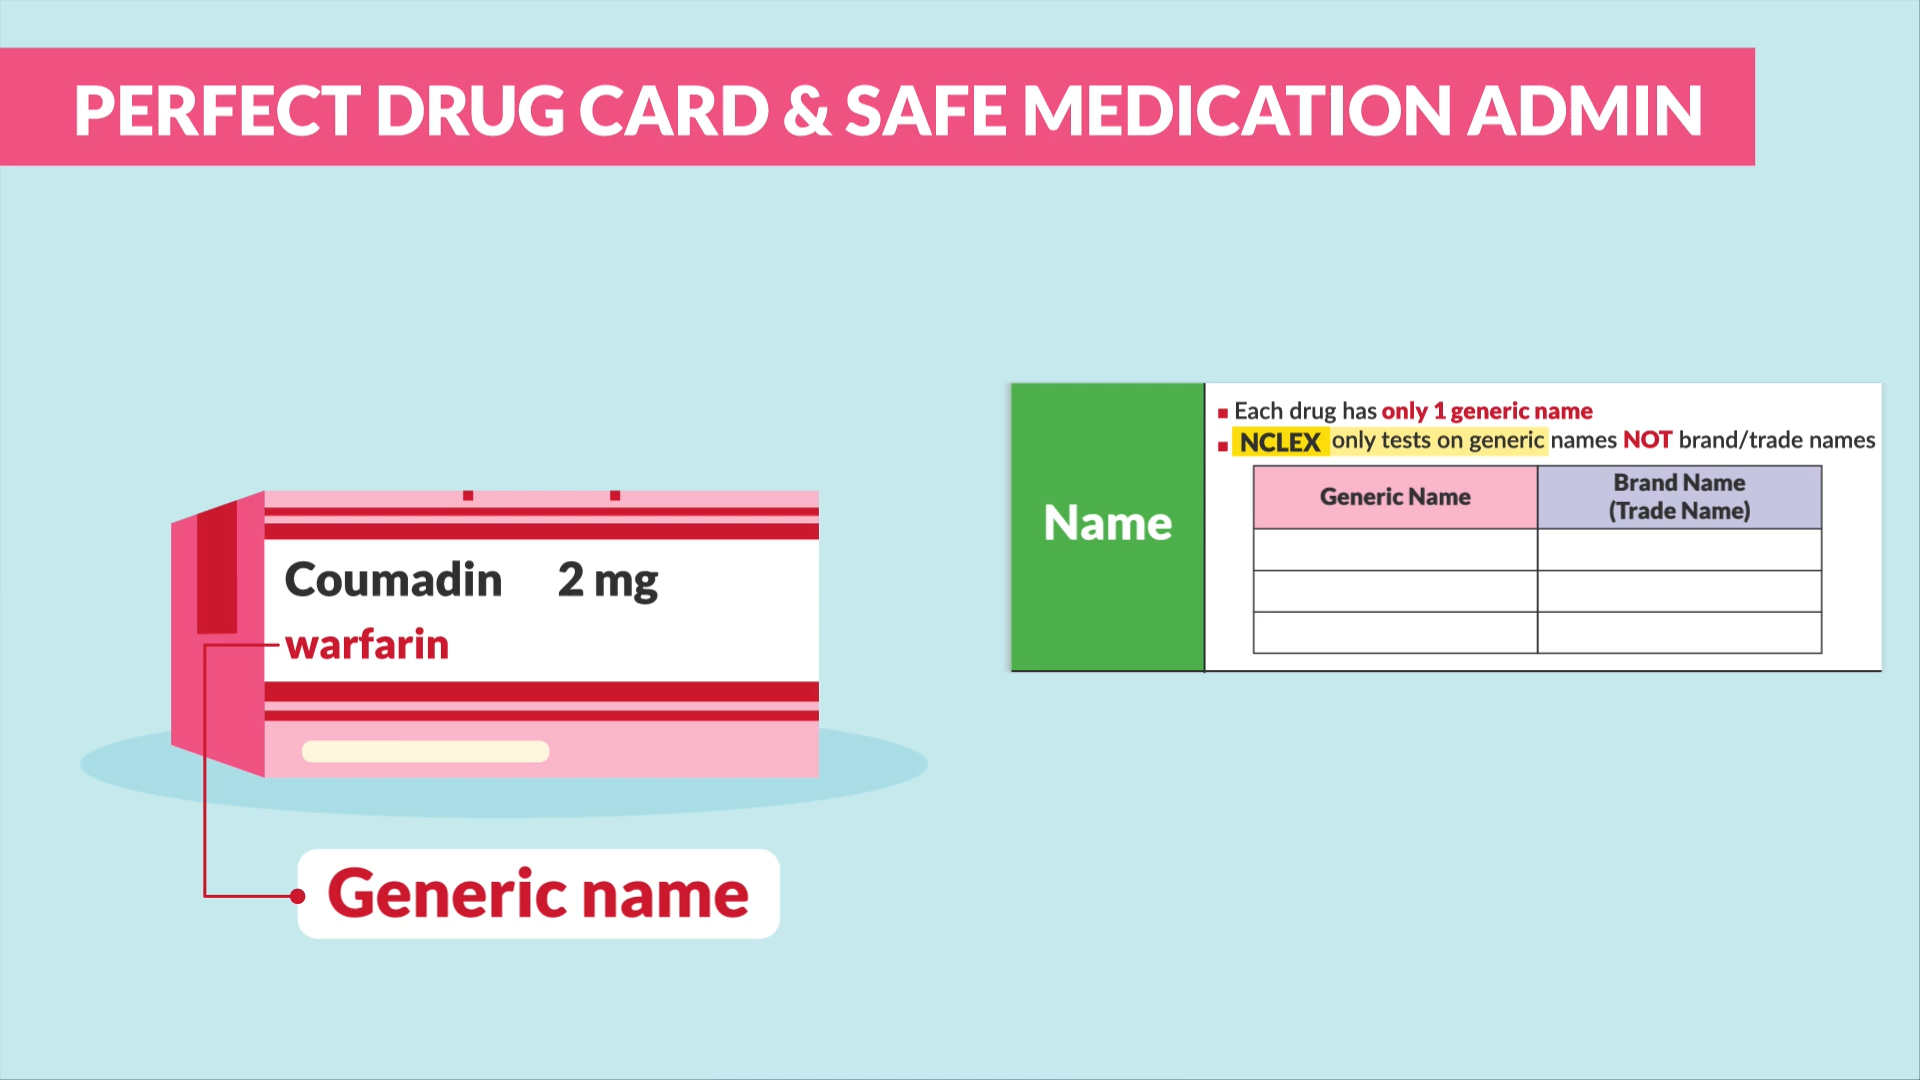 PERFECT DRUG CARD & SAFE MEDICATION ADMIN
Coumadin 2 mg
warfarin
Generic name
Name
Each drug has only 1 generic name
NCLEX only tests on generic names NOT brand/trade names
Generic Name
Brand Name
(Trade Name)